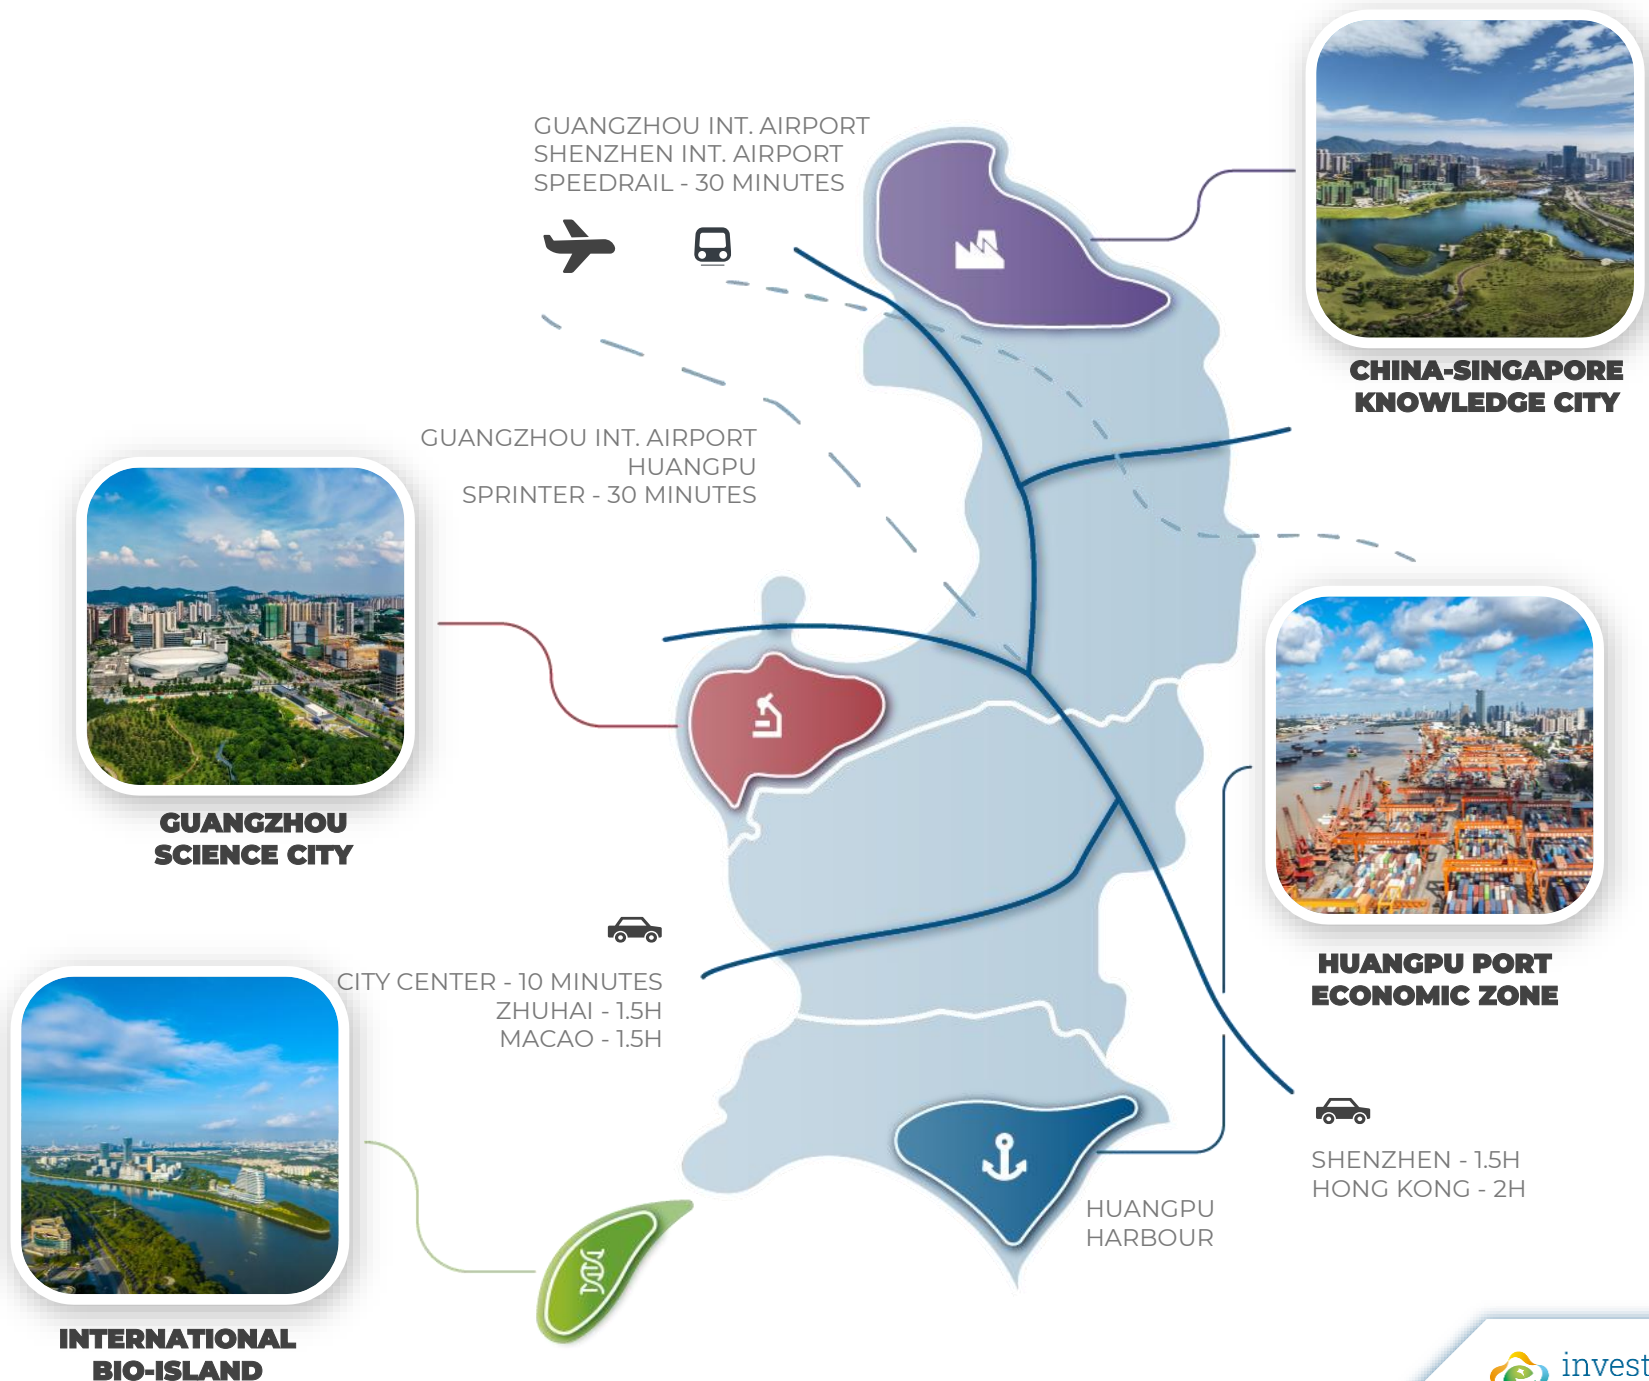 GUANGZHOU INT. AIRPORT
SHENZHEN INT. AIRPORT
SPEEDRAIL - 30 MINUTES
CHINA-SINGAPORE
KNOWLEDGE CITY
GUANGZHOU INT. AIRPORT
HUANGPU
SPRINTER - 30 MINUTES
GUANGZHOU
SCIENCE CITY
HUANGPU PORT
ECONOMIC ZONE
CITY CENTER - 10 MINUTES
ZHUHAI - 1.5H
MACAO - 1.5H
SHENZHEN - 1.5H
HONG KONG - 2H
HUANGPU
HARBOUR
INTERNATIONAL
BIO-ISLAND
invest